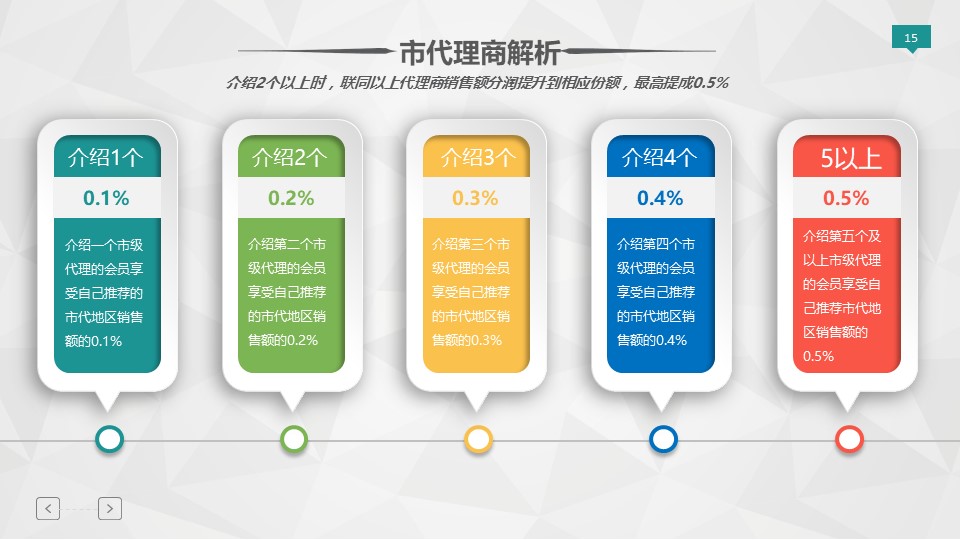 15
市代理商解析
介绍2个以上时，联同以上代理商销售额分润提升到相应份额，最高提成0.5%
介绍1个
0.1%
介绍一个市级
代理的会员享
受自己推荐的
市代地区销售
额的0.1%
介绍2个
0.2%
介绍第二个市
级代理的会员
享受自己推荐
的市代地区销
售额的0.2%
介绍3个
0.3%
介绍第三个市
级代理的会员
享受自己推荐
的市代地区销
售额的0.3%
介绍4个
0.4%
介绍第四个市
级代理的会员
享受自己推荐
的市代地区销
售额的0.4%
5以上
0.5%
介绍第五个及
以上市级代理
的会员享受自
己推荐市代地
区销售额的
0.5%